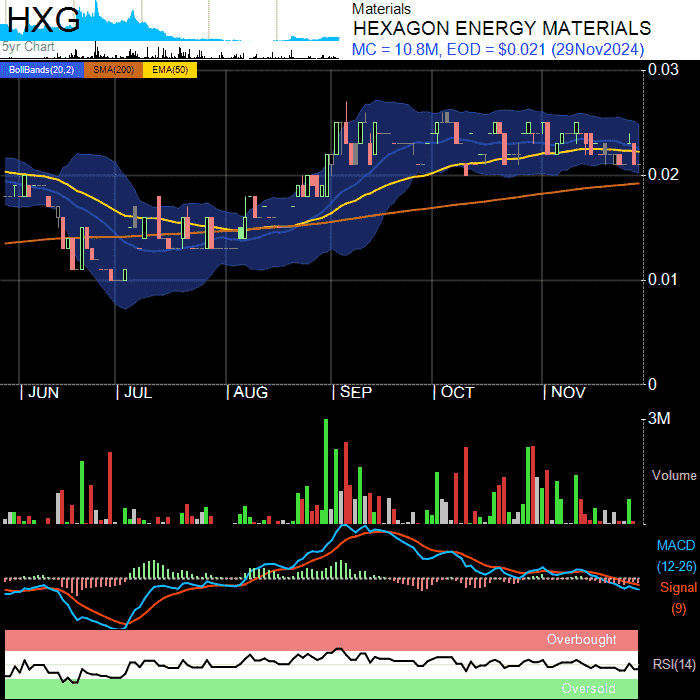 HXG
5yr Chart
Materials
HEXAGON ENERGY MATERIALS
MC = 10.8M, EOD = $0.021 (29Nov2024)
BollBands(20,2) SMA(200) EMA(50)
0.03
0.02
0.01
0
| JUN | JUL | AUG | SEP | OCT | NOV
3M
Volume
MACD
(12-26)
Signal
(9)
Overbought
RSI(14)
Oversold